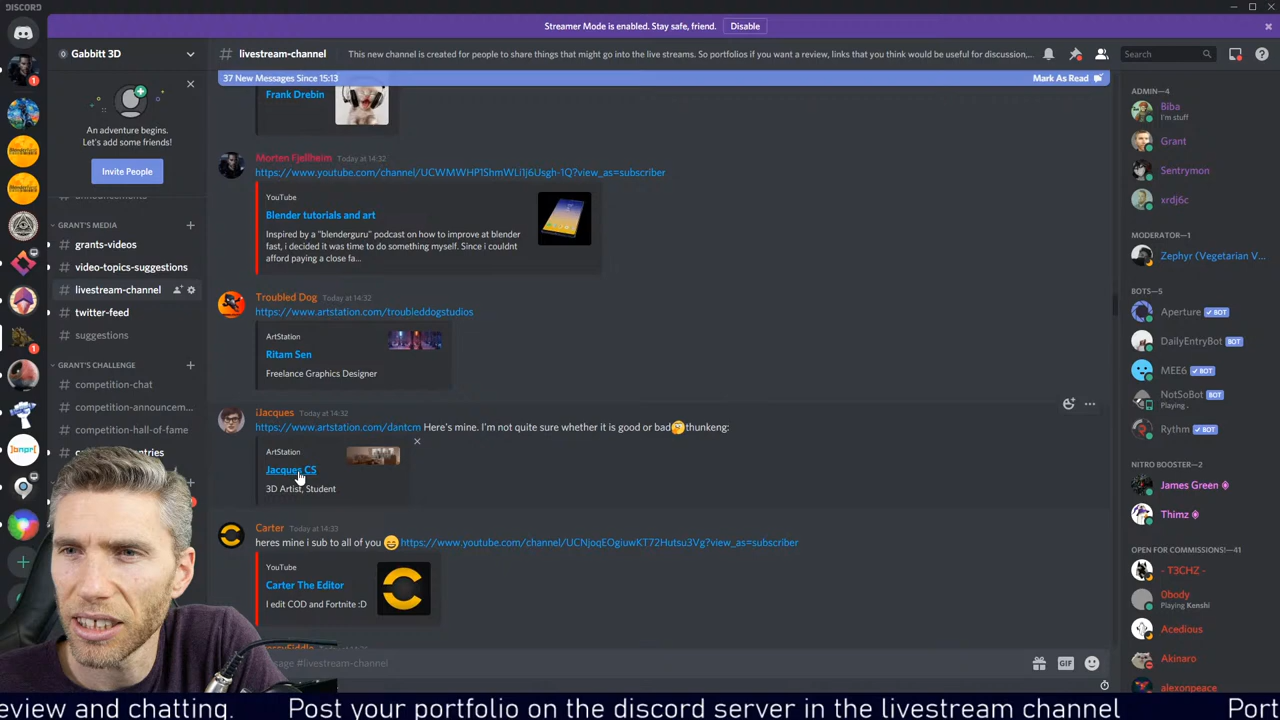 DISCORD
Streamer Mode is enabled. Stay safe, friend.
Disable
Gabbitt 3D
# livestream-channel
This new channel is created for people to share things that might go into the live streams. So portfolios if you want a review, links that you think would be useful for discussion,...
Search
37 New Messages Since 15:13
Mark As Read
An adventure begins.
Let's add some friends!
Invite People
announcements
GRANT'S MEDIA
# grants-videos
# video-topics-suggestions
# livestream-channel
# twitter-feed
# suggestions
GRANT'S CHALLENGE
# competition-chat
# competition-announcem...
# competition-hall-of-fame
Frank Drebin
Morten Fjellheim Today at 14:32
https://www.youtube.com/channel/UCWMWHP1ShmWLi1j6Usgh-1Q?view_as=subscriber
YouTube
Blender tutorials and art
Inspired by a "blenderguru" podcast on how to improve at blender
fast, i decided it was time to do something myself. Since i couldnt
afford paying a close fa...
Troubled Dog Today at 14:32
https://www.artstation.com/troubleddogstudios
ArtStation
Ritam Sen
Freelance Graphics Designer
iJacques Today at 14:32
https://www.artstation.com/dantcm Here's mine. I'm not quite sure whether it is good or bad thunkeng:
ArtStation
Jacques CS
3D Artist, Student
Carter Today at 14:33
heres mine i sub to all of you https://www.youtube.com/channel/UCNjoqEOgiuwKT72Hutsu3Vg?view_as=subscriber
YouTube
Carter The Editor
I edit COD and Fortnite :D
#livestream-channel
GIF
ADMIN—4
Biba
I'm stuff
Grant
Sentrymon
xrdj6c
MODERATOR—1
Zephyr (Vegetarian V...
BOTS—5
Aperture BOT
DailyEntryBot BOT
MEE6 BOT
NotSoBot BOT
Playing .
Rythm BOT
NITRO BOOSTER—2
James Green
Thimz
OPEN FOR COMMISSIONS!—41
- T3CHZ -
0body
Playing Kenshi
Acedious
Akinaro
alexonpeace
eview and chatting. Post your portfolio on the discord server in the livestream channel Port